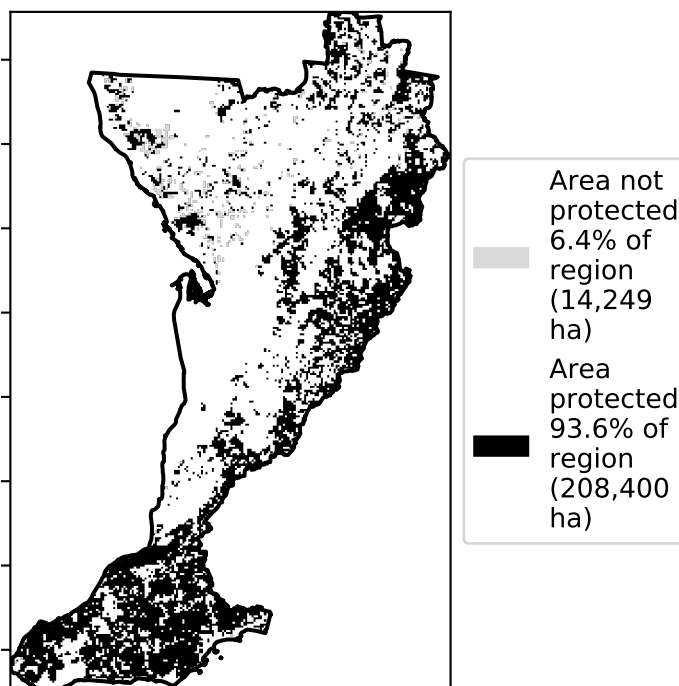 Area not
protected
6.4% of
region
(14,249
ha)
Area
protected
93.6% of
region
(208,400
ha)